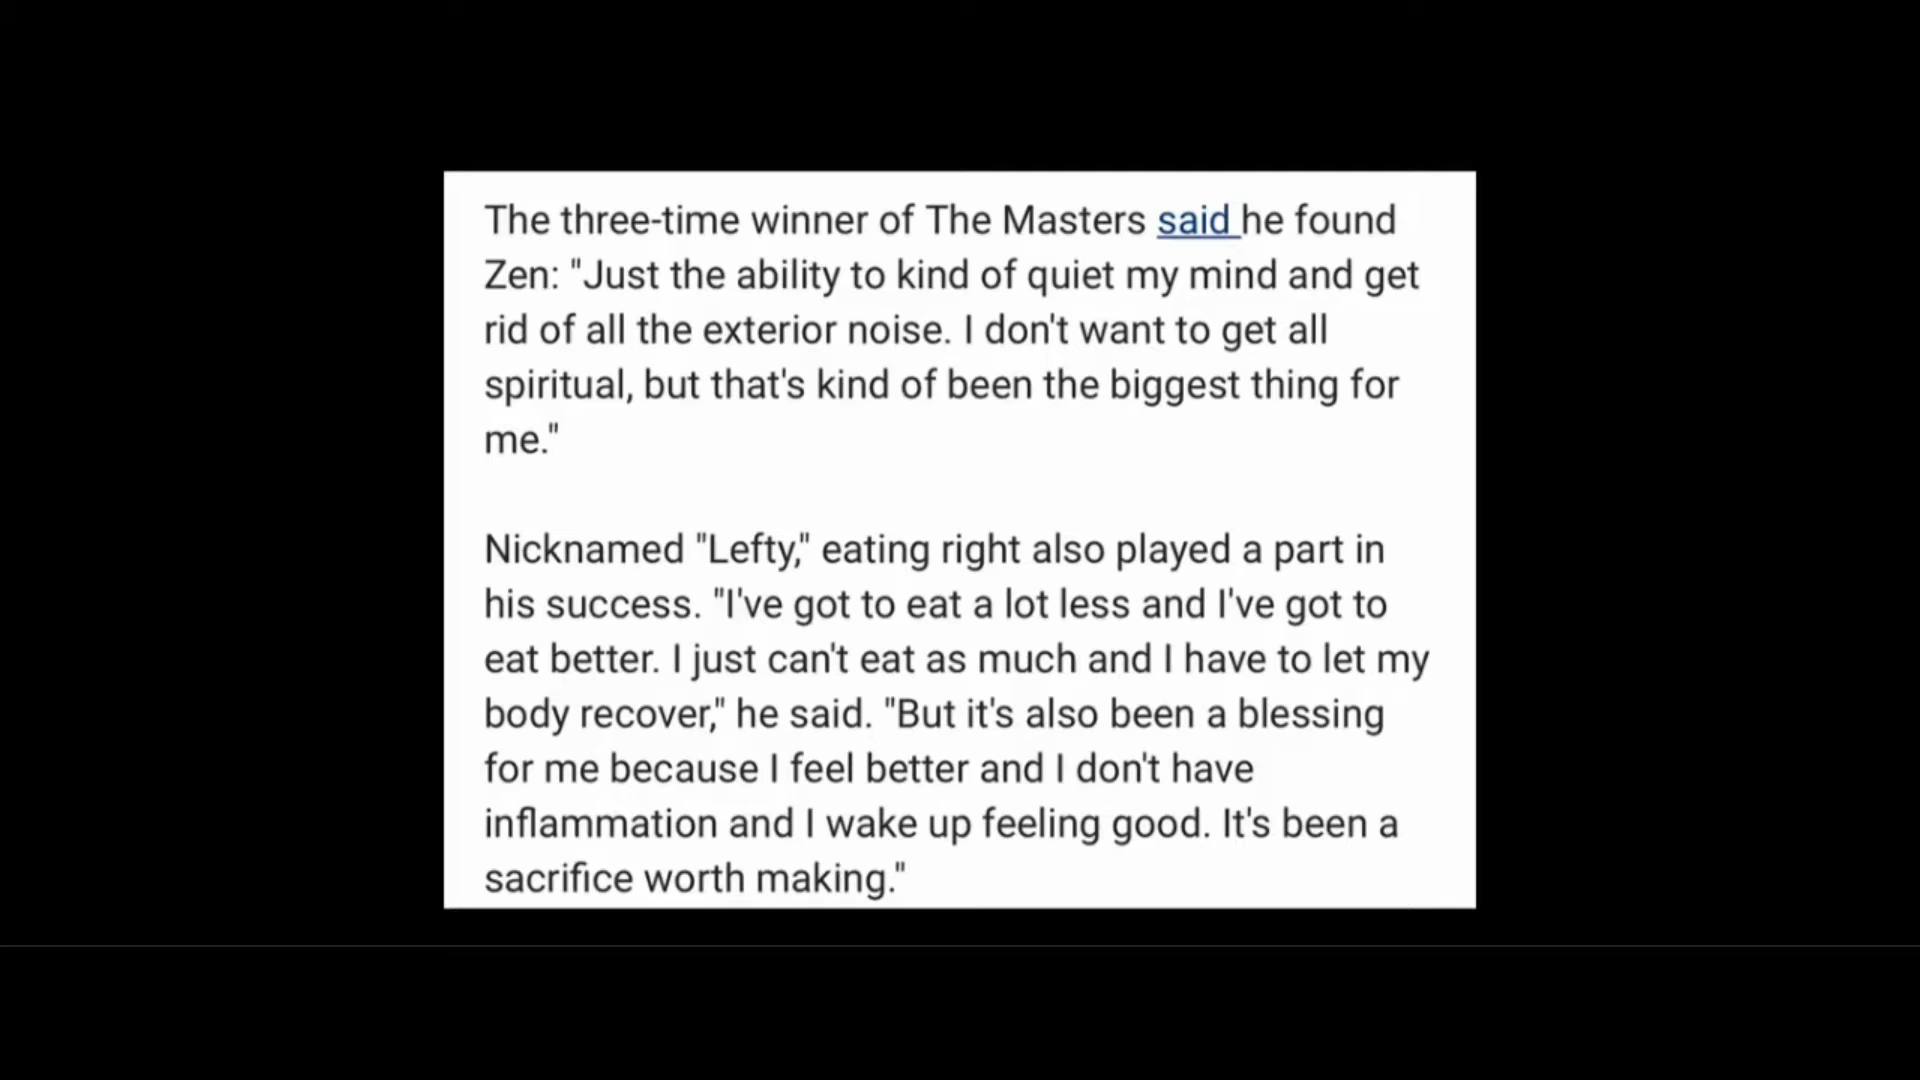 The three-time winner of The Masters said he found
Zen: "Just the ability to kind of quiet my mind and get
rid of all the exterior noise. I don't want to get all
spiritual, but that's kind of been the biggest thing for
me."
Nicknamed "Lefty," eating right also played a part in
his success. "I've got to eat a lot less and I've got to
eat better. I just can't eat as much and I have to let my
body recover," he said. "But it's also been a blessing
for me because I feel better and I don't have
inflammation and I wake up feeling good. It's been a
sacrifice worth making."